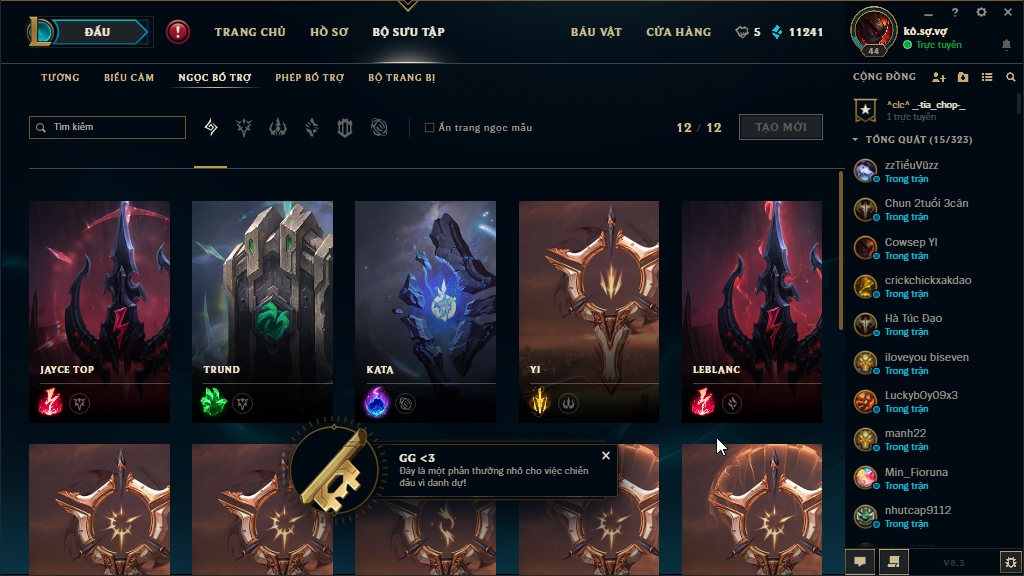 ĐẤU
TRANG CHỦ
HỒ SƠ
BỘ SƯU TẬP
BÁU VẬT
CỬA HÀNG
5
11241
44
kò.sợ.vợ
Trực tuyến
TƯỚNG
BIỂU CẢM
NGỌC BỔ TRỢ
PHÉP BỔ TRỢ
BỘ TRANG BỊ
CỘNG ĐỒNG
Tìm kiếm
Ẩn trang ngọc mẫu
12 / 12
TẠO MỚI
^clc^ _-tia_chop-_
1 trực tuyến
TỔNG QUÁT (15/323)
zzTiểuVũzz
Trong trận
Chun 2tuổi 3cân
Trong trận
Cowsep YI
Trong trận
crickchickxakdao
Trong trận
Hà Túc Đạo
Trong trận
iloveyou biseven
Trong trận
Luckyb0y09x3
Trong trận
manh22
Trong trận
Min_Fioruna
Trong trận
nhutcap9112
Trong trận
JAYCE TOP
TRUND
KATA
YI
LEBLANC
GG <3
Đây là một phần thưởng nhỏ cho việc chiến
đấu vì danh dự!
V8.3